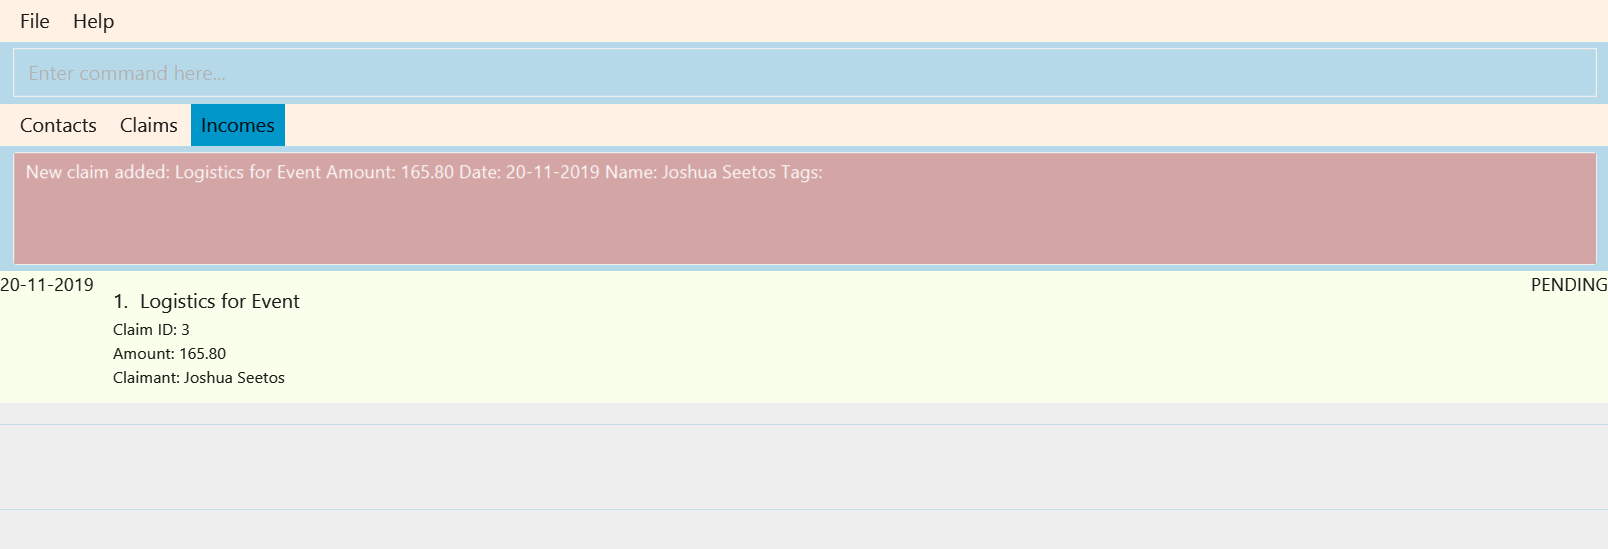 File Help
Enter command here...
Contacts Claims Incomes
New claim added: Logistics for Event Amount: 165.80 Date: 20-11-2019 Name: Joshua Seetos Tags:
20-11-2019
1. Logistics for Event
PENDING
Claim ID: 3
Amount: 165.80
Claimant: Joshua Seetos